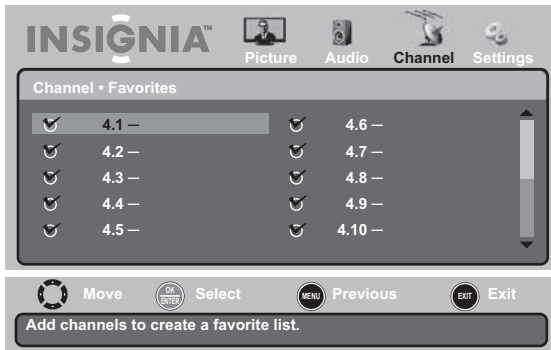 INSIGNIA™
Picture Audio Channel Settings
Channel • Favorites
4.1 —
4.2 —
4.3 —
4.4 —
4.5 —
4.6 —
4.7 —
4.8 —
4.9 —
4.10 —
Move OK ENTER Select MENU Previous EXIT Exit
Add channels to create a favorite list.